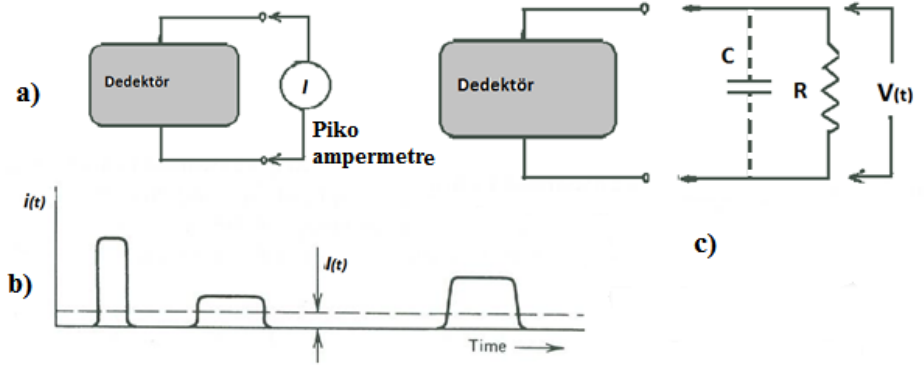 a)
Dedektör
I
Piko
ampermetre
Dedektör
C
R
V(t)
c)
b)
i(t)
I(t)
Time